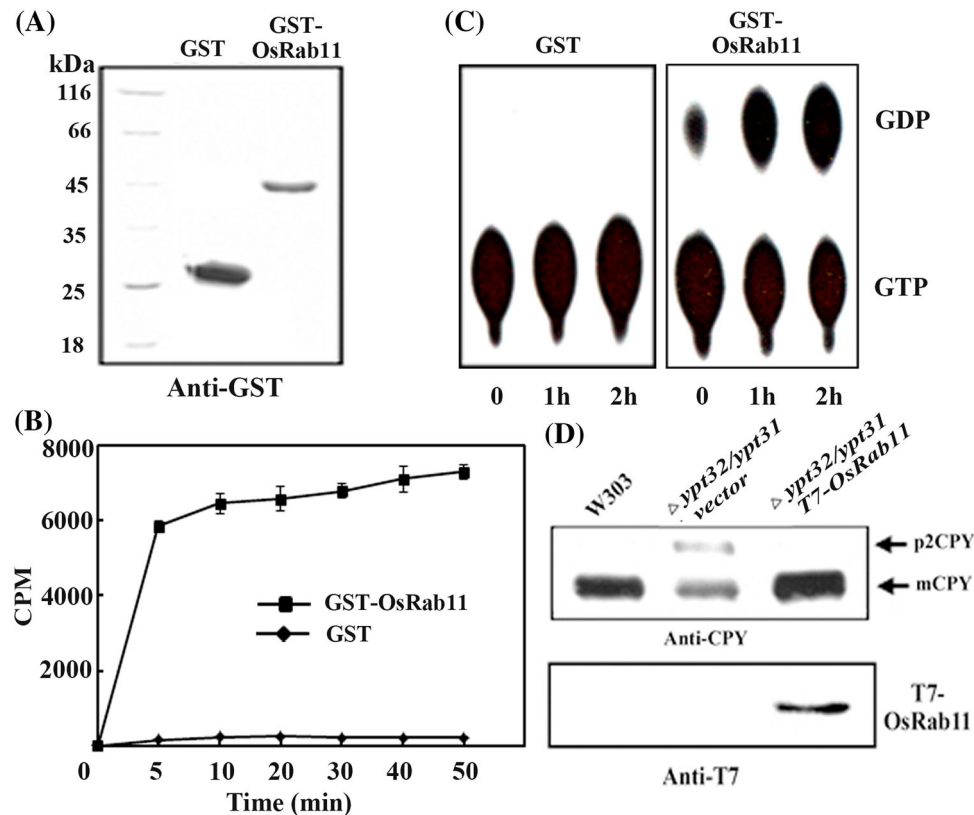 (A)
GST
GST-
OsRab11
kDa
116
66
45
35
25
18
Anti-GST
(B)
8000
6000
4000
2000
CPM
GST-OsRab11
GST
0 5 10 20 30 40 50
Time (min)
(C)
GST
GST-
OsRab11
GDP
GTP
0 1h 2h
0 1h 2h
(D)
W303
▷ ypt32/ypt31
vector
▷ ypt32/ypt31
T7-OsRab11
p2CPY
mCPY
Anti-CPY
T7-
OsRab11
Anti-T7